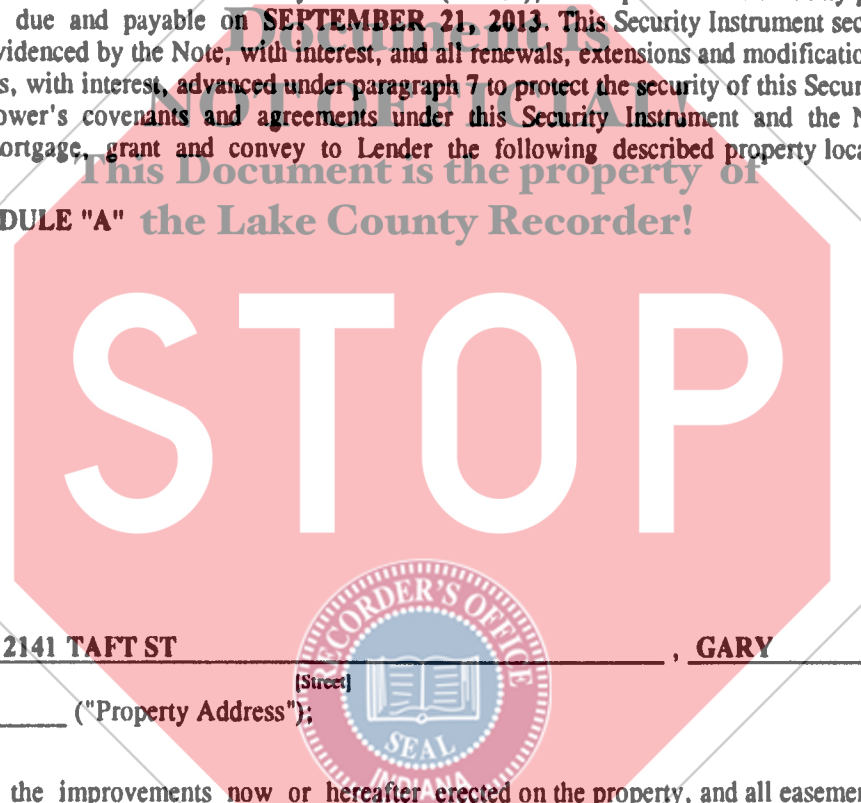 due and payable on SEPTEMBER 21, 2013. This Security Instrument sec
videnced by the Note, with interest, and all renewals, extensions and modificatio
s, with interest, advanced under paragraph 7 to protect the security of this Secur
ower's covenants and agreements under this Security Instrument and the N
ortgage, grant and convey to Lender the following described property loca
Document is
NOT OFFICIAL!
This Document is the property of
the Lake County Recorder!
DULE "A"
STOP
2141 TAFT ST , GARY
[Street]
("Property Address");
RECORDER'S OFFICE
SEAL
INDIANA
the improvements now or hereafter erected on the property, and all easeme